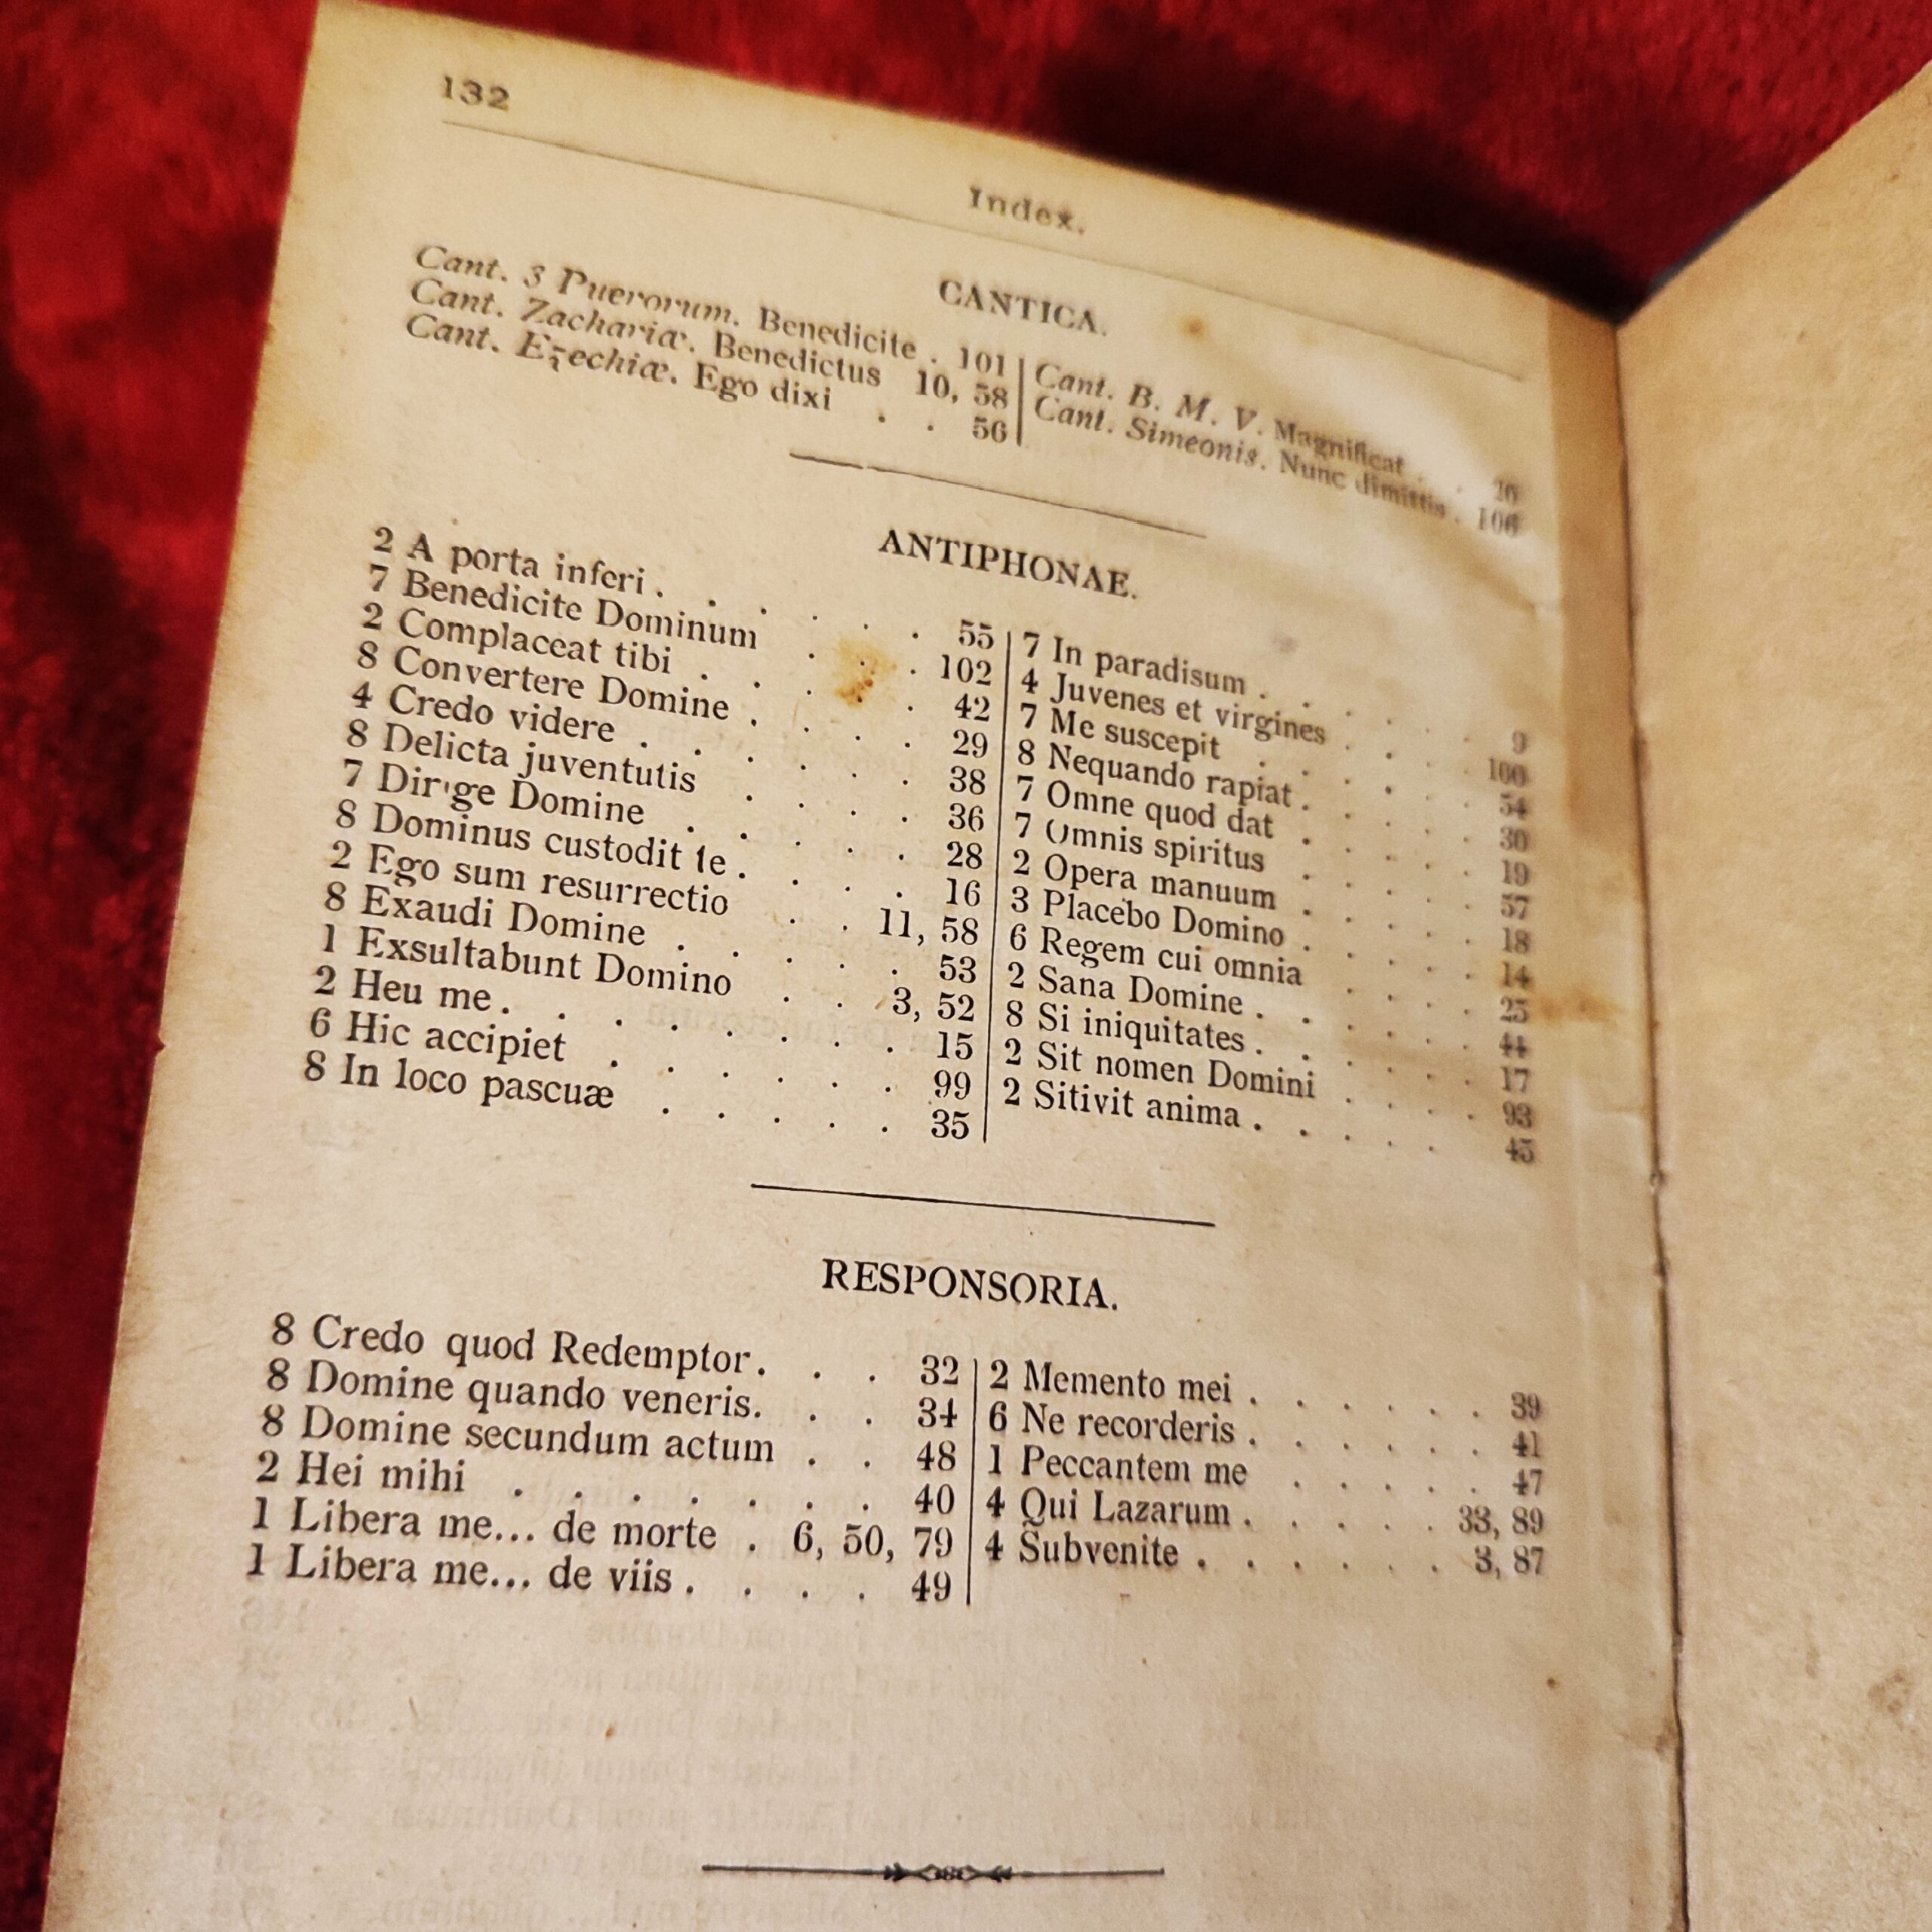 132
Index.
CANTICA.
Cant. 3 Puerorum. Benedicite . 101
Cant. Zachariæ. Benedictus 10, 58
Cant. Ezechiæ. Ego dixi . . 56
Cant. B. M. V. Magnificat . . 26
Cant. Simeonis. Nunc dimittis . 106
ANTIPHONAE.
2 A porta inferi . . . . . . 55
7 Benedicite Dominum . . . 102
2 Complaceat tibi . . . . . 42
8 Convertere Domine . . . . 29
4 Credo videre . . . . . . 38
8 Delicta juventutis . . . . 36
7 Dirige Domine . . . . . 28
8 Dominus custodit te . . . . 16
2 Ego sum resurrectio . . 11, 58
8 Exaudi Domine . . . . . 53
1 Exsultabunt Domino . . 3, 52
2 Heu me . . . . . . . . 15
6 Hic accipiet . . . . . . 99
8 In loco pascuæ . . . . . 35
7 In paradisum . . . . . . 9
4 Juvenes et virgines . . . . 100
7 Me suscepit . . . . . . 54
8 Nequando rapiat . . . . . 30
7 Omne quod dat . . . . . 19
7 Omnis spiritus . . . . . 57
2 Opera manuum . . . . . 18
3 Placebo Domino . . . . . 14
6 Regem cui omnia . . . . 25
2 Sana Domine . . . . . . 44
8 Si iniquitates . . . . . . 17
2 Sit nomen Domini . . . . 93
2 Sitivit anima . . . . . . 45
RESPONSORIA.
8 Credo quod Redemptor . . . 32
8 Domine quando veneris. . . 34
8 Domine secundum actum . . 48
2 Hei mihi . . . . . . . 40
1 Libera me... de morte . 6, 50, 79
1 Libera me... de viis . . . . 49
2 Memento mei . . . . . . 39
6 Ne recorderis . . . . . . 41
1 Peccantem me . . . . . 47
4 Qui Lazarum . . . . . 33, 89
4 Subvenite . . . . . . 3, 87